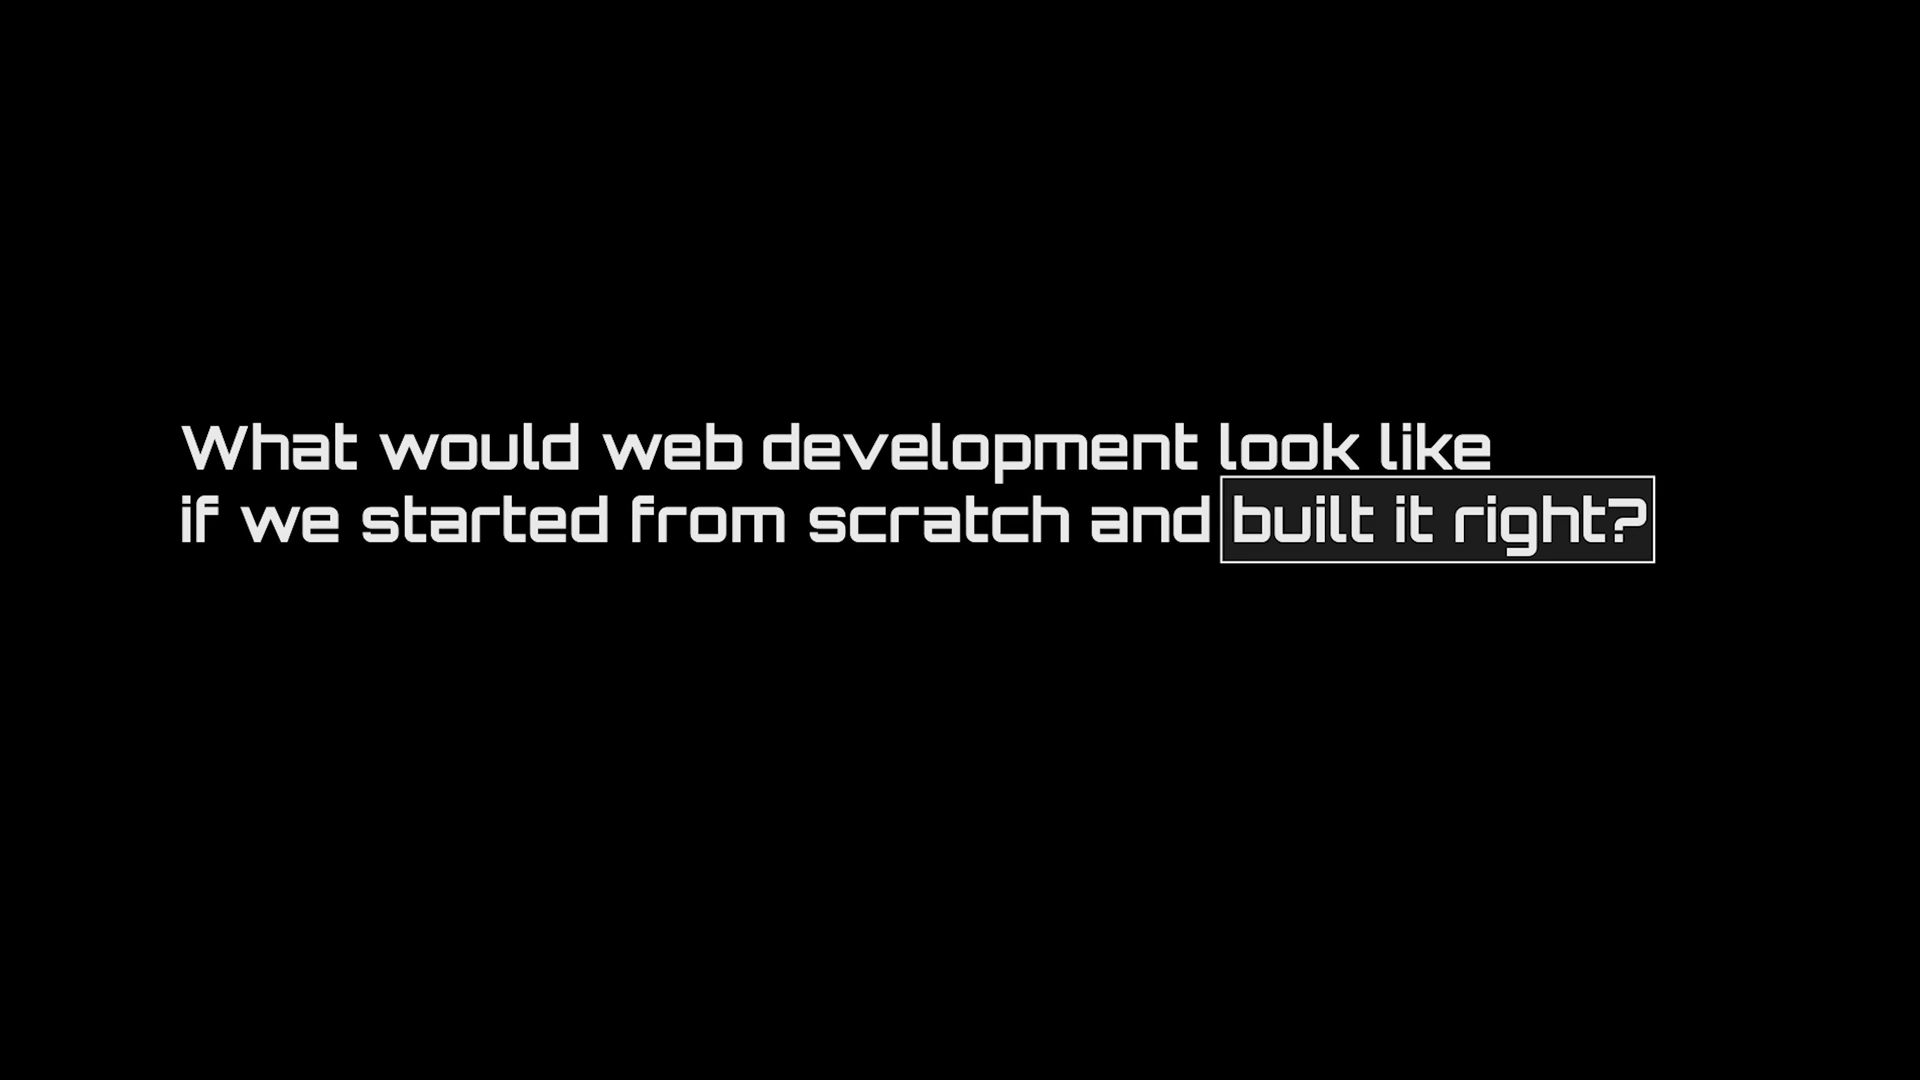 What would web development look like
if we started from scratch and built it right?